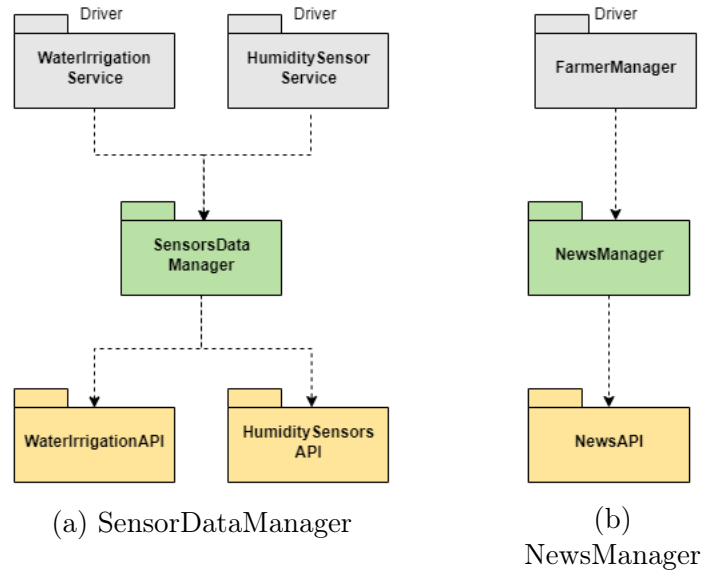 Driver
WaterIrrigation
Service
Driver
HumiditySensor
Service
SensorsData
Manager
WaterIrrigationAPI
HumiditySensors
API
(a) SensorDataManager
Driver
FarmerManager
NewsManager
NewsAPI
(b)
NewsManager